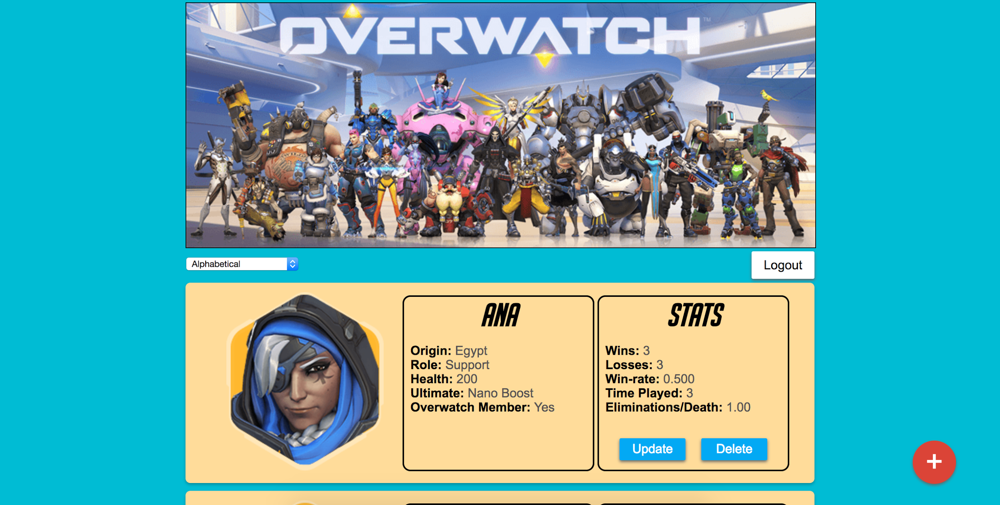 OVERWATCH™
Alphabetical
Logout
ANA
Origin: Egypt
Role: Support
Health: 200
Ultimate: Nano Boost
Overwatch Member: Yes
STATS
Wins: 3
Losses: 3
Win-rate: 0.500
Time Played: 3
Eliminations/Death: 1.00
Update
Delete
+